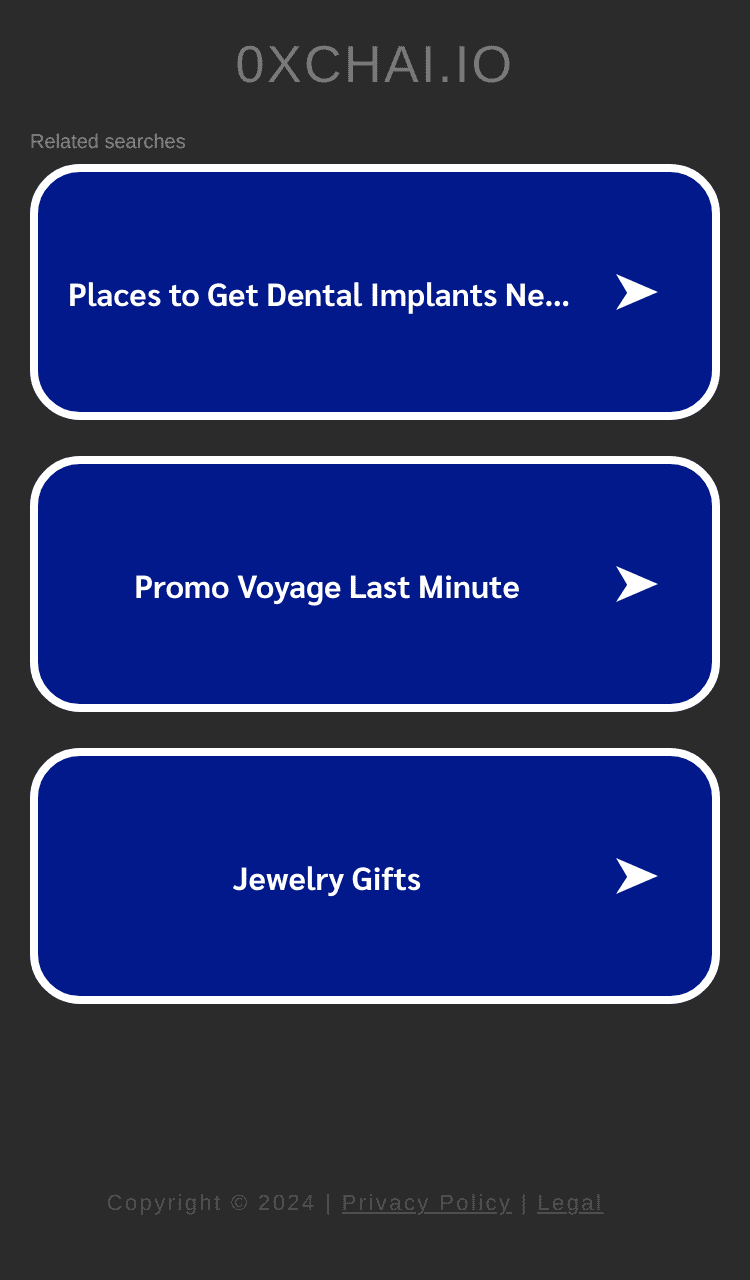 0XCHAI.IO
Related searches
Places to Get Dental Implants Ne...
Promo Voyage Last Minute
Jewelry Gifts
Copyright © 2024 | Privacy Policy | Legal